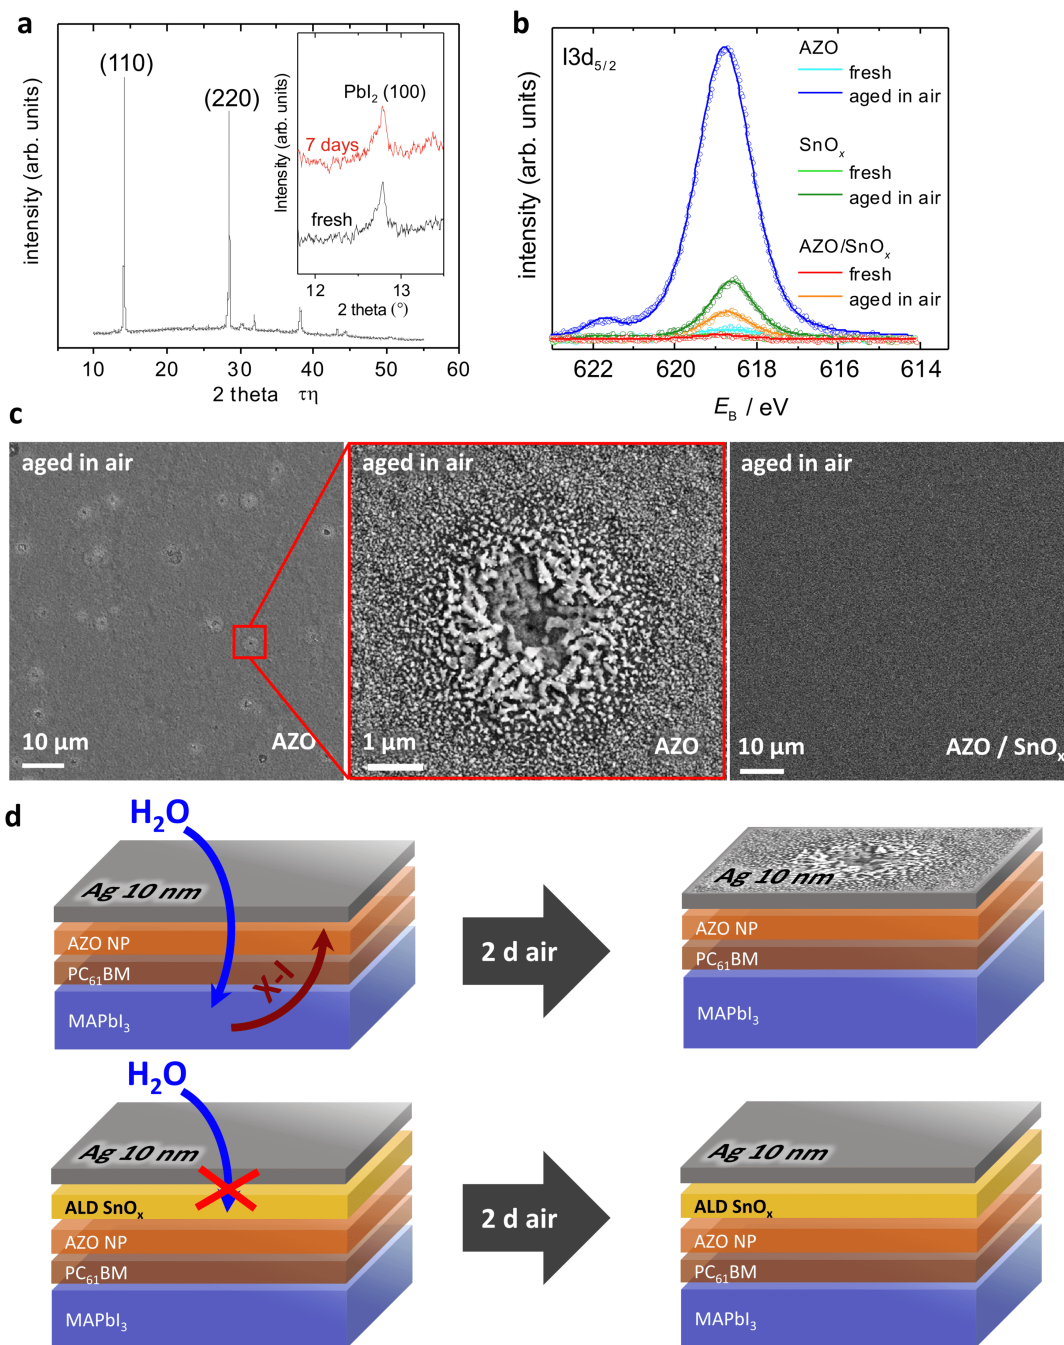 a
intensity (arb. units)
(110)
(220)
10 20 30 40 50 60
2 theta τη
Intensity (arb. units)
PbI2 (100)
7 days
fresh
12 13
2 theta (°)
b
intensity (arb. units)
I3d5/2
AZO
fresh
aged in air
SnOx
fresh
aged in air
AZO/SnOx
fresh
aged in air
622 620 618 616 614
EB / eV
c
aged in air
10 µm
AZO
aged in air
1 µm
AZO
aged in air
10 µm
AZO / SnOx
d
H2O
Ag 10 nm
AZO NP
PC61BM
X-I
MAPbI3
2 d air
Ag 10 nm
AZO NP
PC61BM
MAPbI3
H2O
Ag 10 nm
ALD SnOx
AZO NP
PC61BM
MAPbI3
2 d air
Ag 10 nm
ALD SnOx
AZO NP
PC61BM
MAPbI3